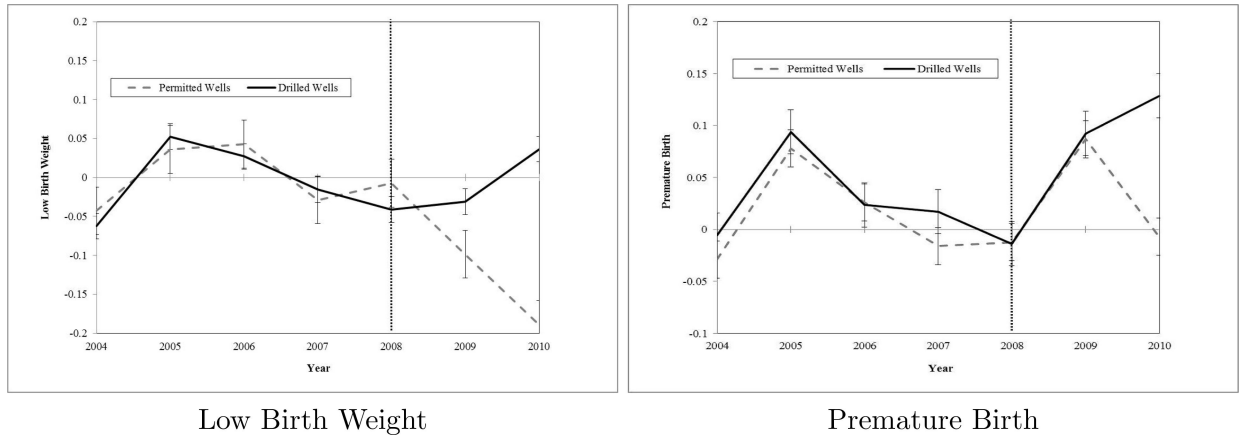 0.2
0.15
0.1
0.05
0
-0.05
-0.1
-0.15
-0.2
Low Birth Weight
Permitted Wells
Drilled Wells
2004 2005 2006 2007 2008 2009 2010
Year
Low Birth Weight
0.2
0.15
0.1
0.05
0
-0.05
-0.1
Premature Birth
Permitted Wells
Drilled Wells
2004 2005 2006 2007 2008 2009 2010
Year
Premature Birth